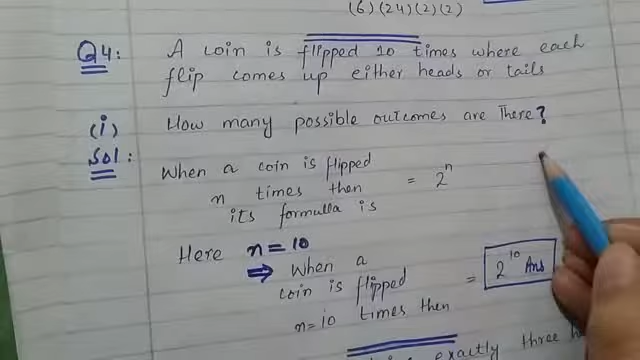 (6)(24)(2)(2)
Q4: A coin is flipped 10 times where each
flip comes up either heads or tails
(i) How many possible outcomes are there?
Sol: When a coin is flipped
n times then = 2^n
its formulla is
Here n = 10
⇒ When a
coin is flipped = 2^10 Ans
n=10 times then
exactly three